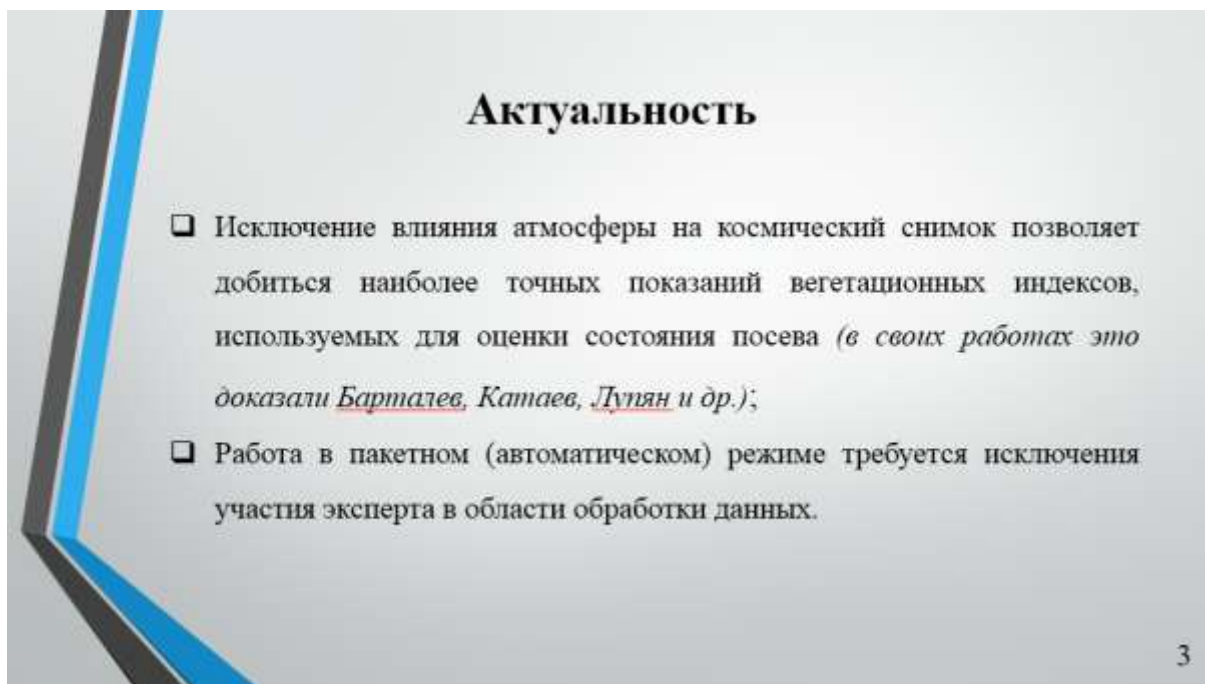 Актуальность
❑ Исключение влияния атмосферы на космический снимок позволяет
добиться наиболее точных показаний вегетационных индексов,
используемых для оценки состояния посева (в своих работах это
доказали Барталев, Катаев, Лупян и др.);
❑ Работа в пакетном (автоматическом) режиме требуется исключения
участия эксперта в области обработки данных.
3